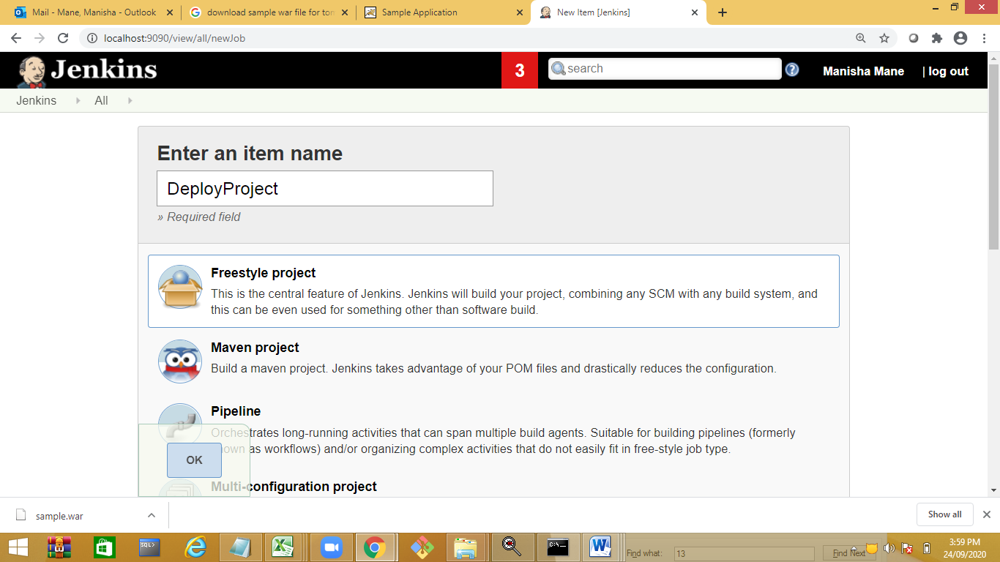 Mail - Mane, Manisha - Outlook
download sample war file for tom
Sample Application
New Item [Jenkins]
localhost:9090/view/all/newJob
Jenkins
3
search
?
Manisha Mane
| log out
Jenkins
All
Enter an item name
DeployProject
» Required field
Freestyle project
This is the central feature of Jenkins. Jenkins will build your project, combining any SCM with any build system, and
this can be even used for something other than software build.
Maven project
Build a maven project. Jenkins takes advantage of your POM files and drastically reduces the configuration.
Pipeline
Orchestrates long-running activities that can span multiple build agents. Suitable for building pipelines (formerly
known as workflows) and/or organizing complex activities that do not easily fit in free-style job type.
OK
Multi-configuration project
sample.war
Show all
SQL>
C:\
Find what:
13
Find Next
3:59 PM
24/09/2020